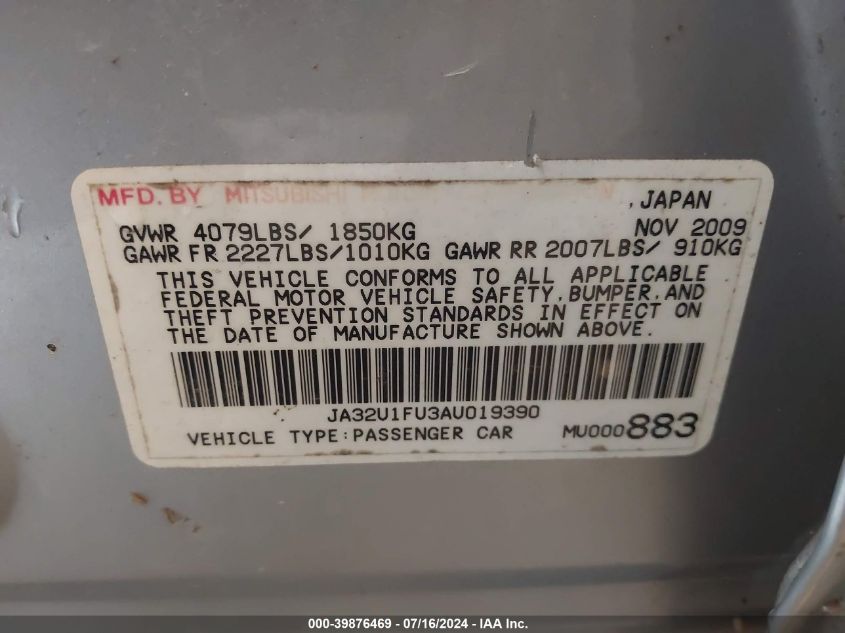 MFD. BY MITSUBISHI
, JAPAN
GVWR 4079LBS/ 1850KG NOV 2009
GAWR FR 2227LBS/1010KG GAWR RR 2007LBS/ 910KG
THIS VEHICLE CONFORMS TO ALL APPLICABLE
FEDERAL MOTOR VEHICLE SAFETY, BUMPER, AND
THEFT PREVENTION STANDARDS IN EFFECT ON
THE DATE OF MANUFACTURE SHOWN ABOVE.
JA32U1FU3AU019390
VEHICLE TYPE:PASSENGER CAR MU000883
000-39876469 - 07/16/2024 - IAA Inc.